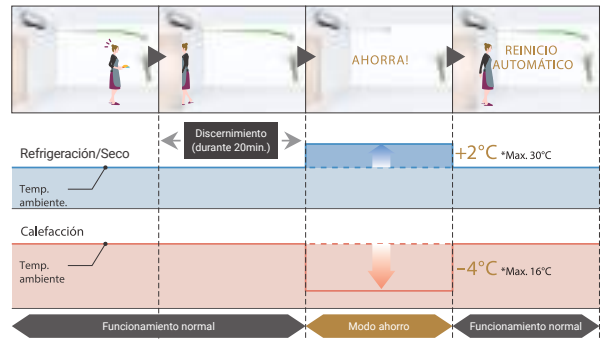 AHORRA!
REINICIO
AUTOMÁTICO
Discernimiento
(durante 20min.)
Refrigeración/Seco
+2°C *Max. 30°C
Temp.
ambiente.
Calefacción
Temp.
ambiente
–4°C *Max. 16°C
Funcionamiento normal
Modo ahorro
Funcionamiento normal